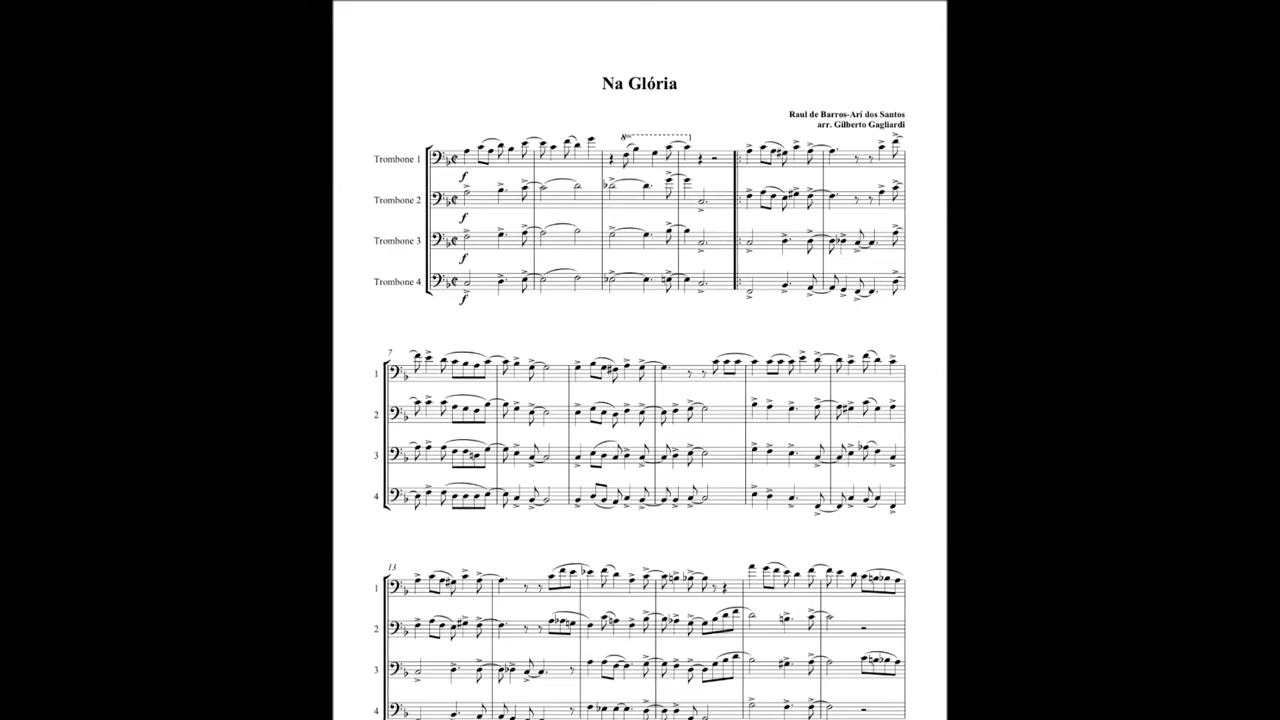 Na Glória
Raul de Barros-Ari dos Santos
arr. Gilberto Gagliardi
8va
Trombone 1
f
Trombone 2
f
Trombone 3
f
Trombone 4
f
7
1
2
3
4
13
1
2
3
4